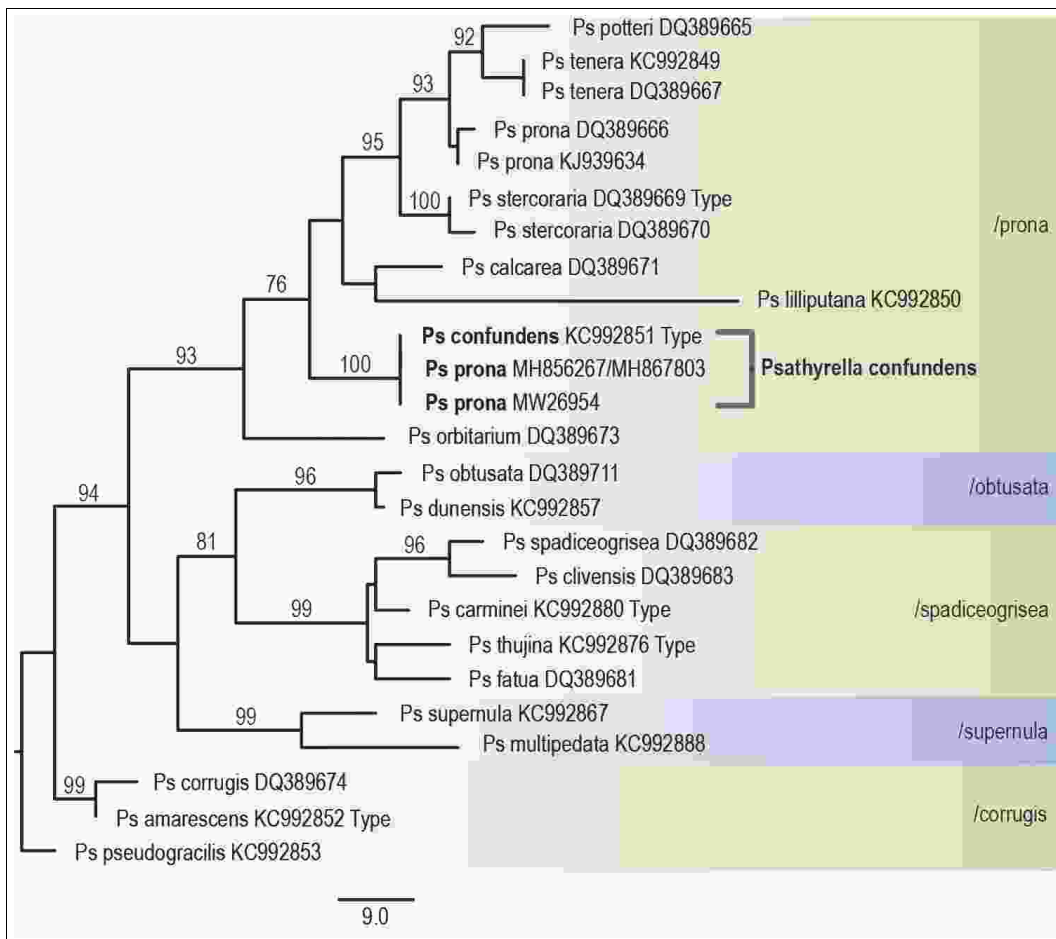 92
Ps potteri DQ389665
Ps tenera KC992849
93
Ps tenera DQ389667
Ps prona DQ389666
95
Ps prona KJ939634
100
Ps stercoraria DQ389669 Type
/prona
Ps stercoraria DQ389670
Ps calcarea DQ389671
76
Ps lilliputana KC992850
Ps confundens KC992851 Type
93
100
Ps prona MH856267/MH867803
Psathyrella confundens
Ps prona MW26954
Ps orbitarium DQ389673
96
Ps obtusata DQ389711
/obtusata
94
Ps dunensis KC992857
81
96
Ps spadiceogrisea DQ389682
Ps clivensis DQ389683
99
Ps carminei KC992880 Type
/spadiceogrisea
Ps thujina KC992876 Type
Ps fatua DQ389681
99
Ps supernula KC992867
/supernula
Ps multipedata KC992888
99
Ps corrugis DQ389674
/corrugis
Ps amarescens KC992852 Type
Ps pseudogracilis KC992853
9.0